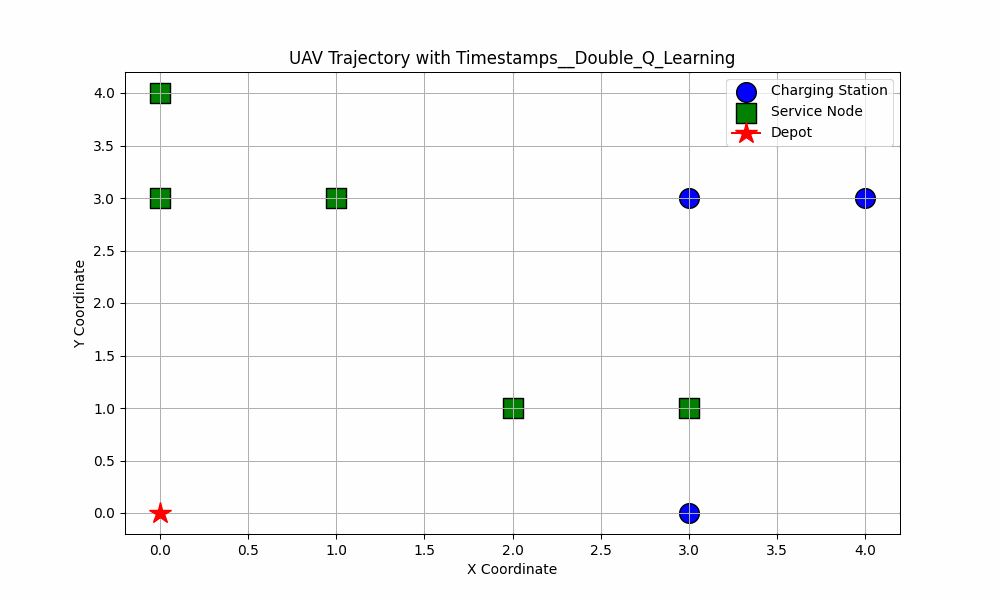 UAV Trajectory with Timestamps__Double_Q_Learning
Charging Station
Service Node
Depot
4.0
3.5
3.0
2.5
2.0
1.5
1.0
0.5
0.0
Y Coordinate
0.0 0.5 1.0 1.5 2.0 2.5 3.0 3.5 4.0
X Coordinate